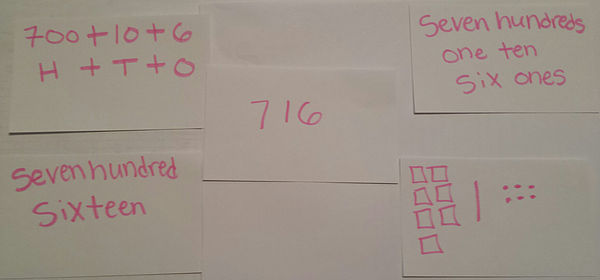 700+10+6
H + T + O
Seven hundreds
one ten
six ones
716
Seven hundred
Sixteen